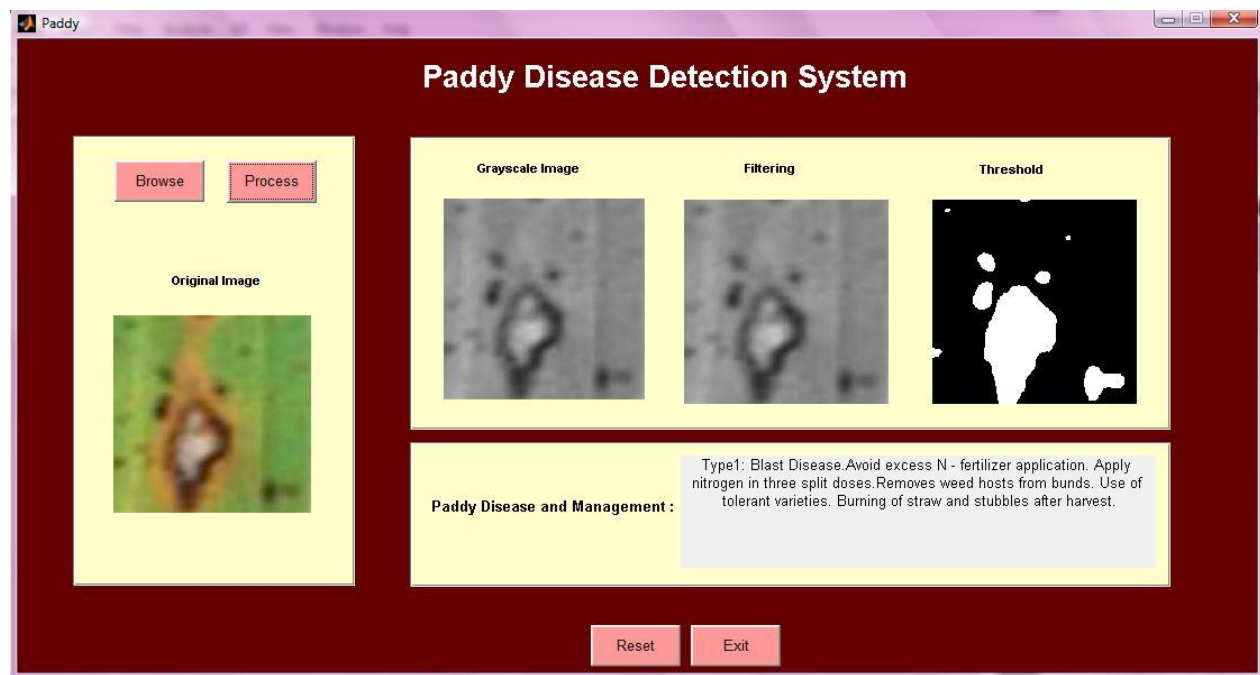 Paddy
Paddy Disease Detection System
Browse
Process
Original Image
Grayscale Image
Filtering
Threshold
Paddy Disease and Management :
Type1: Blast Disease.Avoid excess N - fertilizer application. Apply
nitrogen in three split doses.Removes weed hosts from bunds. Use of
tolerant varieties. Burning of straw and stubbles after harvest.
Reset
Exit